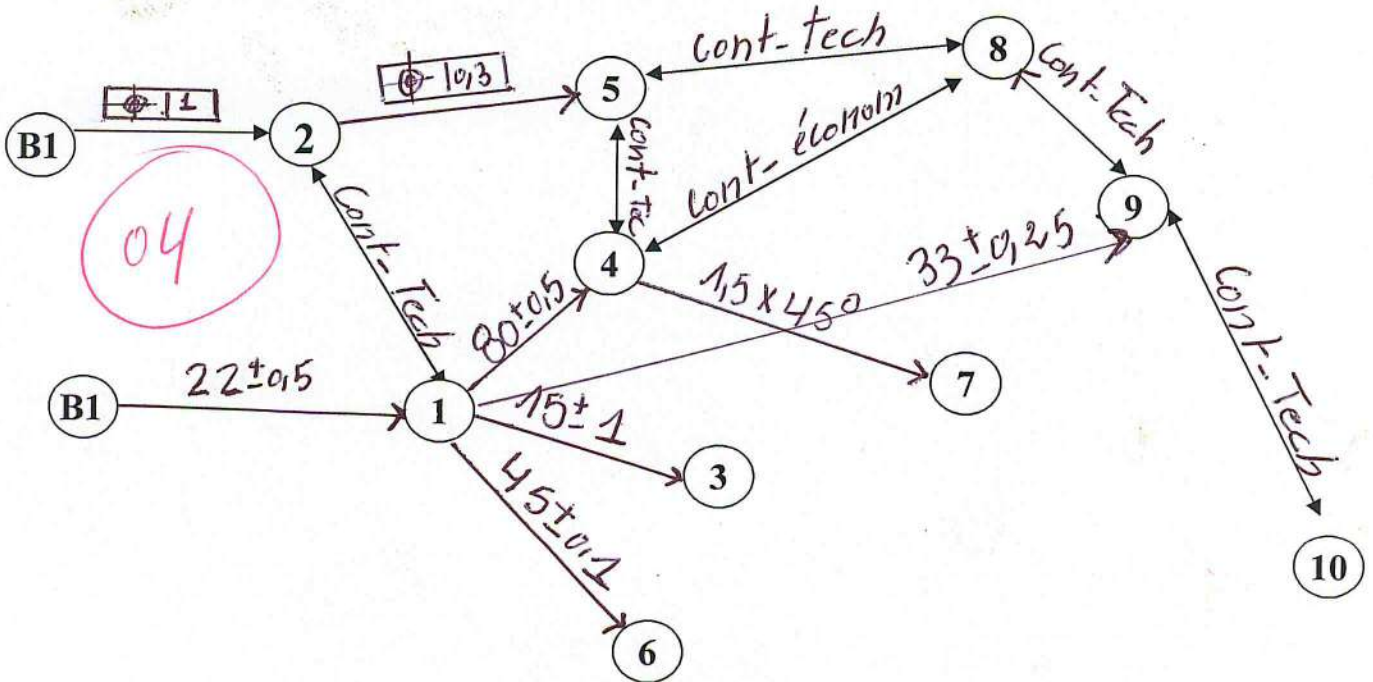 cont-tech
8
Cont-Tech
⌖ | 0,3
5
⌖ | 1
B1
2
cont-Tec
cont-économ
9
04
4
33±0,25
Cont-Tech
80±0,5
1,5 x 45°
Cont-Tech
22±0,5
7
B1
1
15±1
3
45±0,1
10
6